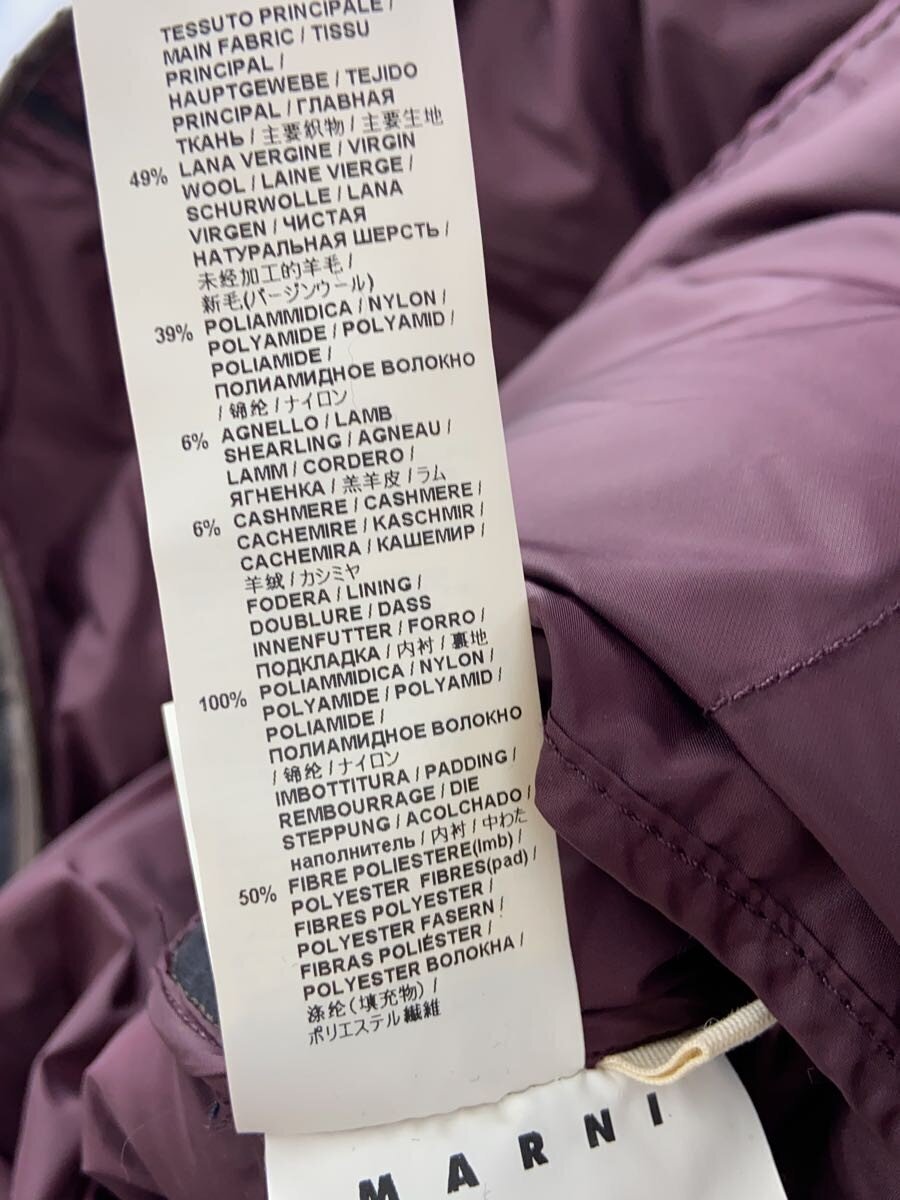 TESSUTO PRINCIPALE /
MAIN FABRIC / TISSU
PRINCIPAL /
HAUPTGEWEBE / TEJIDO
PRINCIPAL / ГЛАВНАЯ
ТКАНЬ / 主要织物 / 主要生地
49% LANA VERGINE / VIRGIN
WOOL / LAINE VIERGE /
SCHURWOLLE / LANA
VIRGEN / ЧИСТАЯ
НАТУРАЛЬНАЯ ШЕРСТЬ /
未经加工的羊毛 /
新毛(バージンウール)
39% POLIAMMIDICA / NYLON /
POLYAMIDE / POLYAMID /
POLIAMIDE /
ПОЛИАМИДНОЕ ВОЛОКНО
/ 锦纶 / ナイロン
6% AGNELLO / LAMB
SHEARLING / AGNEAU /
LAMM / CORDERO /
ЯГНЕНКА / 羔羊皮 / ラム
6% CASHMERE / CASHMERE /
CACHEMIRE / KASCHMIR /
CACHEMIRA / КАШЕМИР /
羊绒 / カシミヤ
FODERA / LINING /
DOUBLURE / DASS
INNENFUTTER / FORRO /
ПОДКЛАДКА / 内衬 / 裏地
100% POLIAMMIDICA / NYLON /
POLYAMIDE / POLYAMID /
POLIAMIDE /
ПОЛИАМИДНОЕ ВОЛОКНО
/ 锦纶 / ナイロン
IMBOTTITURA / PADDING /
REMBOURRAGE / DIE
STEPPUNG / ACOLCHADO /
наполнитель / 内衬 / 中わた
50% FIBRE POLIESTERE(Imb) /
POLYESTER FIBRES(pad) /
FIBRES POLYESTER /
POLYESTER FASERN /
FIBRAS POLIÉSTER /
POLYESTER ВОЛОКНА /
涤纶(填充物) /
ポリエステル繊維
MARNI